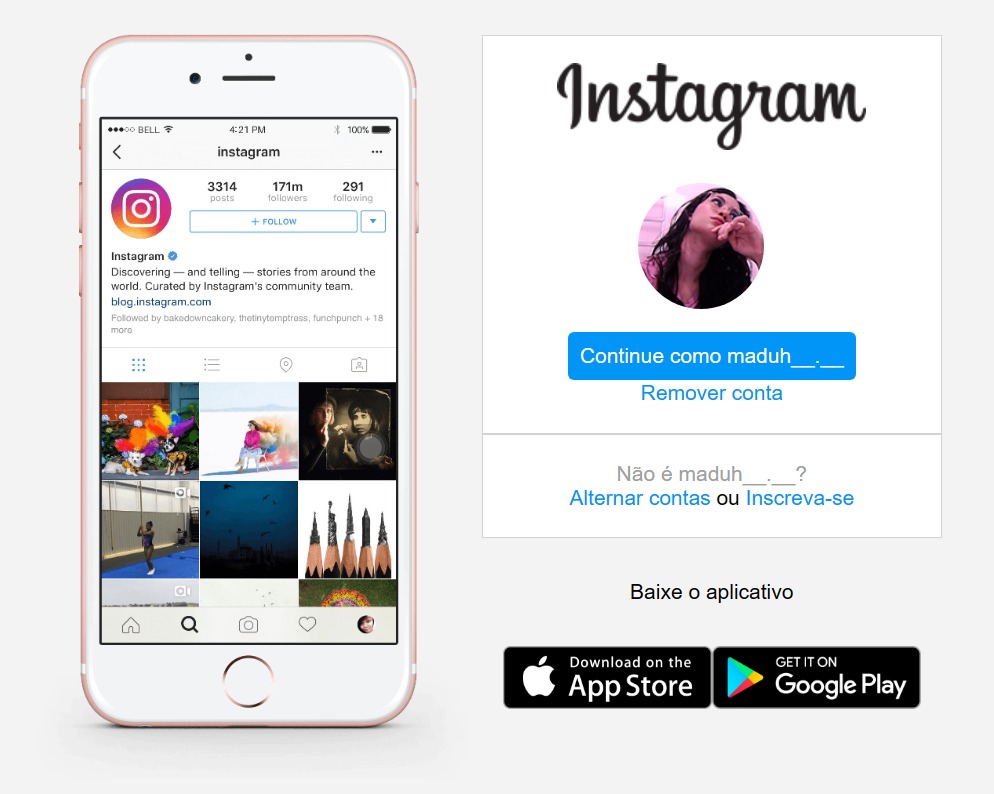 ●●●○○ BELL 4:21 PM 100%
instagram
3314 171m 291
posts followers following
+ FOLLOW
Instagram
Discovering — and telling — stories from around the
world. Curated by Instagram's community team.
blog.instagram.com
Followed by bakedowncakery, thetinytemptress, funchpunch + 18
more
Instagram
Continue como maduh__.__
Remover conta
Não é maduh__.__?
Alternar contas ou Inscreva-se
Baixe o aplicativo
Download on the
App Store
GET IT ON
Google Play